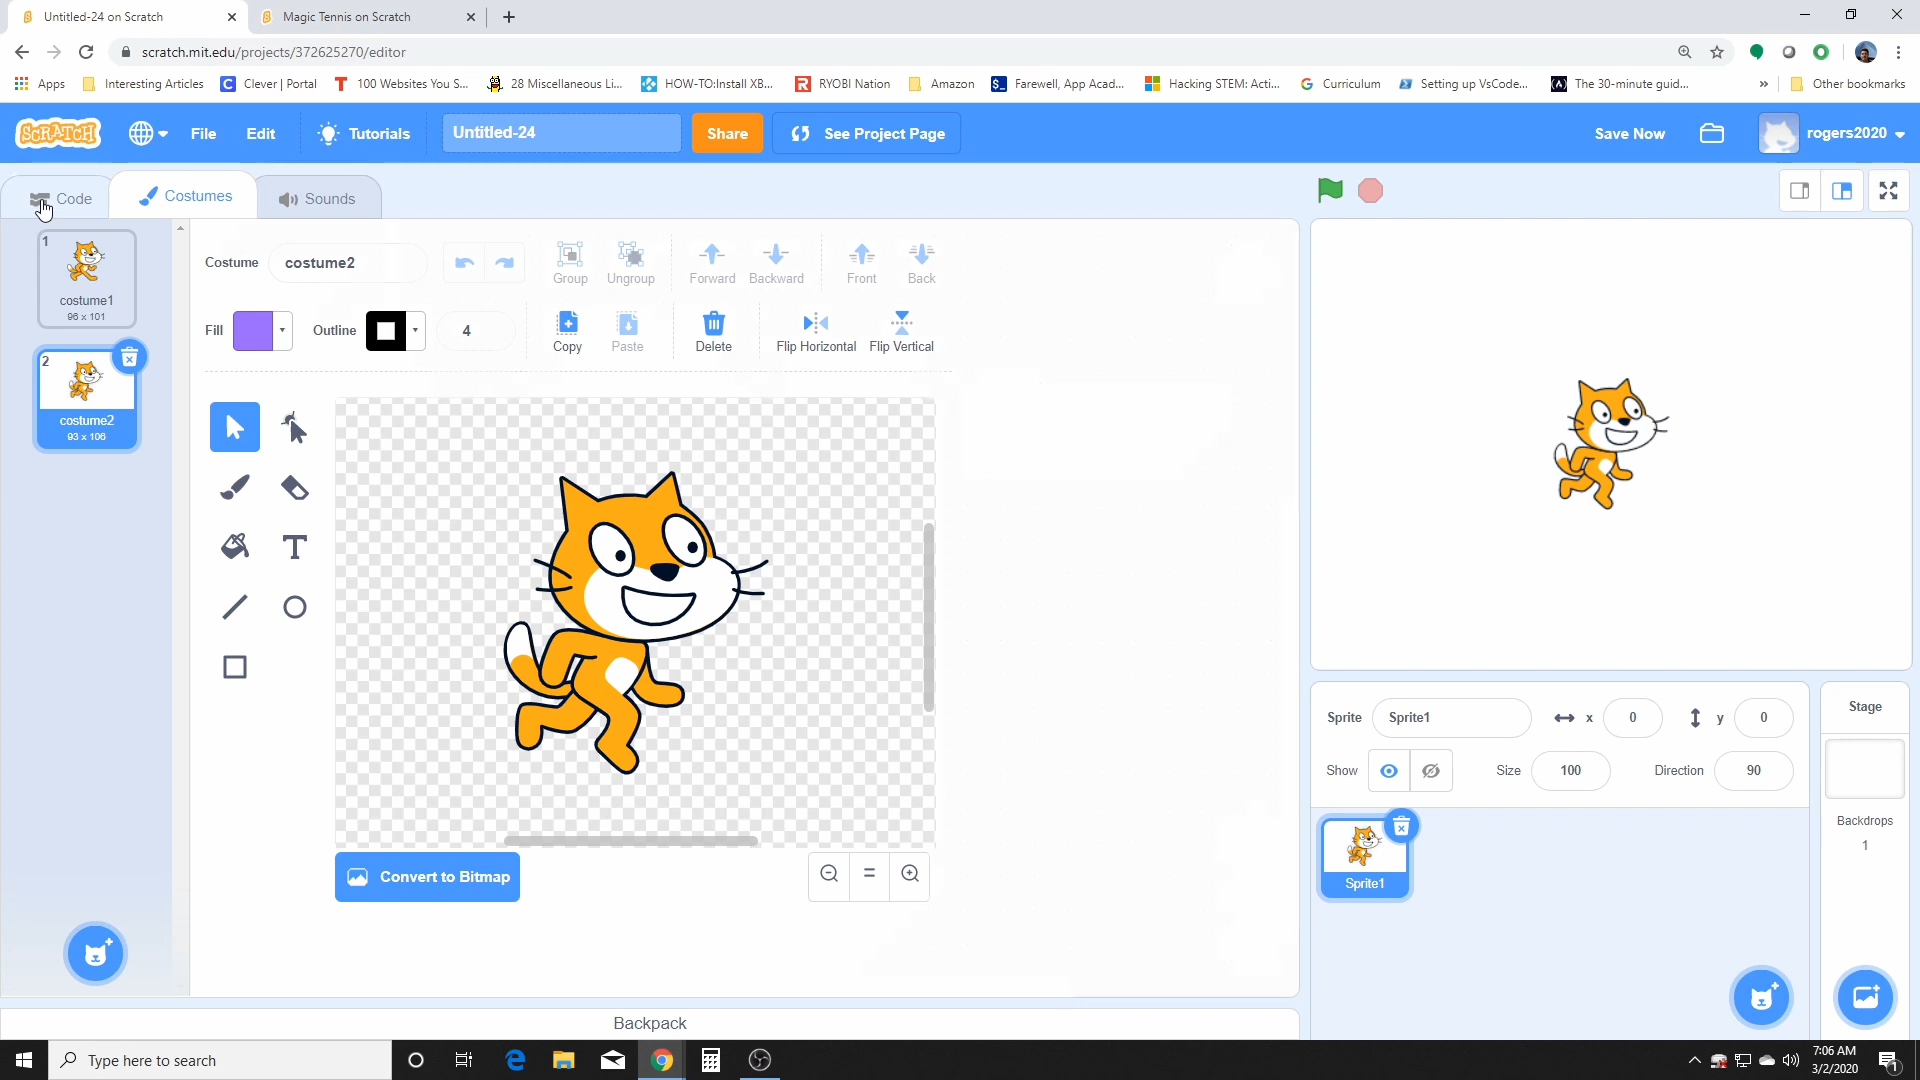 Untitled-24 on Scratch
Magic Tennis on Scratch
scratch.mit.edu/projects/372625270/editor
Apps
Interesting Articles
Clever | Portal
100 Websites You S...
28 Miscellaneous Li...
HOW-TO:Install XB...
RYOBI Nation
Amazon
Farewell, App Acad...
Hacking STEM: Acti...
Curriculum
Setting up VsCode...
The 30-minute guid...
»
Other bookmarks
SCRATCH
File
Edit
Tutorials
Untitled-24
Share
See Project Page
Save Now
rogers2020
Code
Costumes
Sounds
1
costume1
96 x 101
2
costume2
93 x 106
Costume
costume2
Group
Ungroup
Forward
Backward
Front
Back
Fill
Outline
4
Copy
Paste
Delete
Flip Horizontal
Flip Vertical
Convert to Bitmap
Backpack
Sprite
Sprite1
x
0
y
0
Show
Size
100
Direction
90
Sprite1
Stage
Backdrops
1
Type here to search
7:06 AM
3/2/2020
1